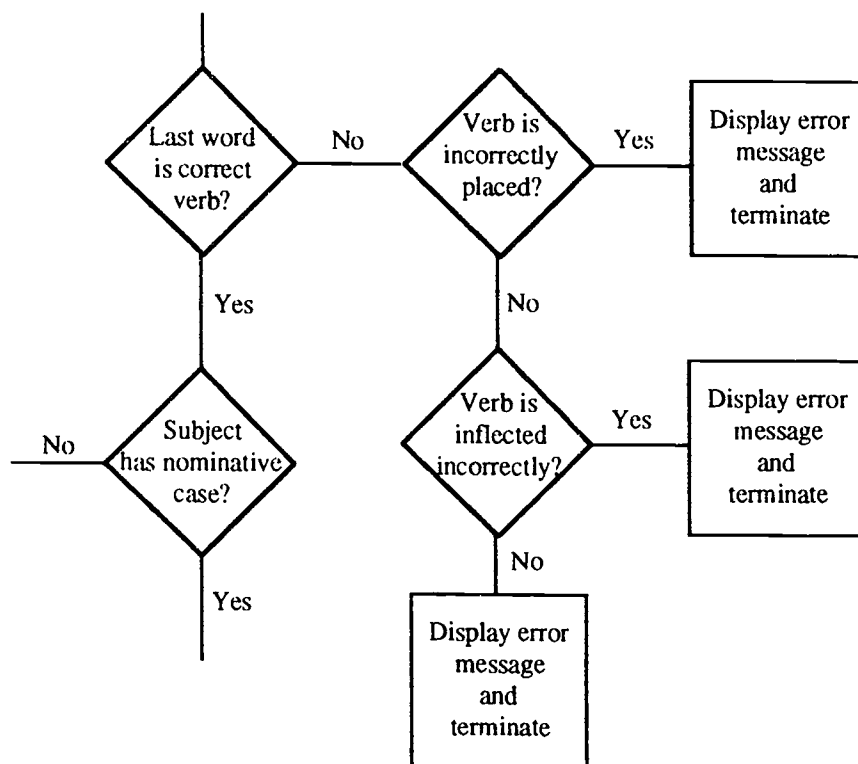 Last word
is correct
verb?
No
Verb is
incorrectly
placed?
Yes
Display error
message
and
terminate
Yes
No
Subject
has nominative
case?
No
Yes
Verb is
inflected
incorrectly?
Yes
Display error
message
and
terminate
No
Display error
message
and
terminate